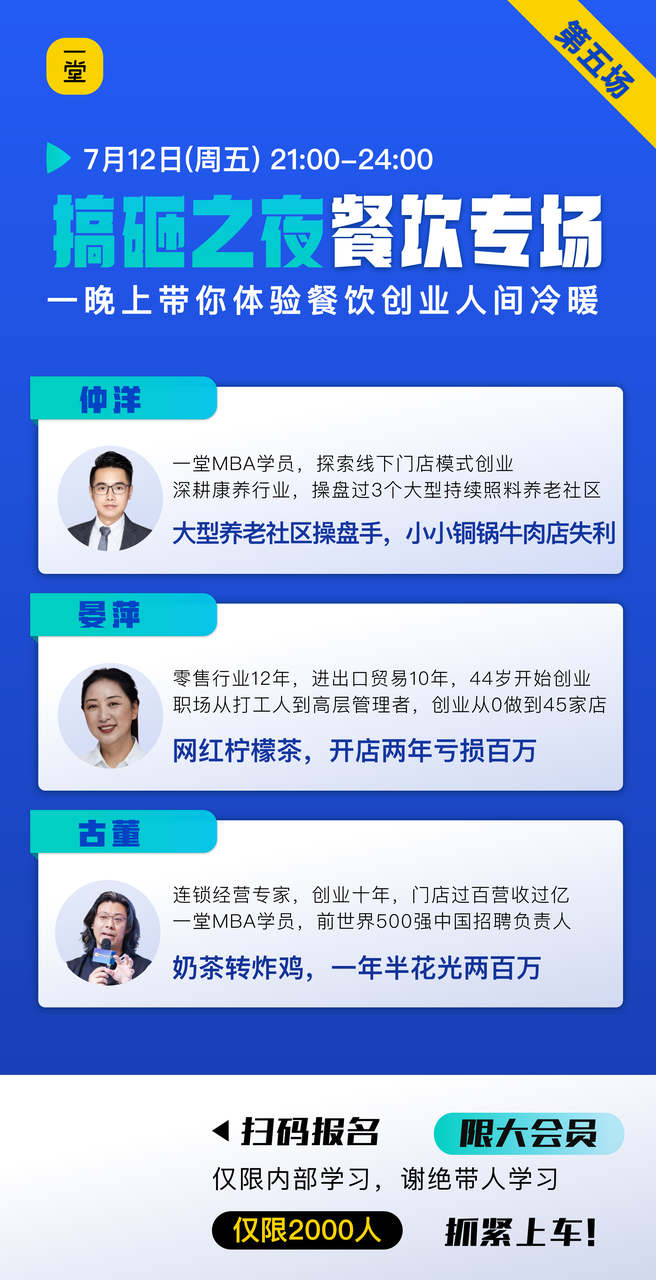 一堂
第五场
7月12日(周五) 21:00-24:00
搞砸之夜餐饮专场
一晚上带你体验餐饮创业人间冷暖
仲洋
一堂MBA学员，探索线下门店模式创业
深耕康养行业，操盘过3个大型持续照料养老社区
大型养老社区操盘手，小小铜锅牛肉店失利
晏萍
零售行业12年，进出口贸易10年，44岁开始创业
职场从打工人到高层管理者，创业从0做到45家店
网红柠檬茶，开店两年亏损百万
古董
连锁经营专家，创业十年，门店过百营收过亿
一堂MBA学员，前世界500强中国招聘负责人
奶茶转炸鸡，一年半花光两百万
扫码报名
限大会员
仅限内部学习，谢绝带人学习
仅限2000人
抓紧上车!